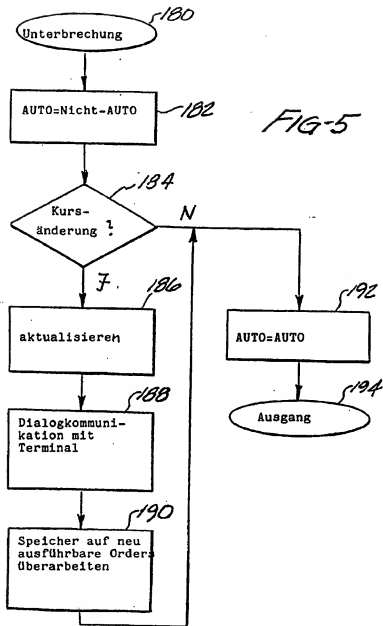 180
Unterbrechung
AUTO=Nicht-AUTO
182
FIG-5
184
Kurs-
änderung ?
N
J
186
aktualisieren
192
AUTO=AUTO
188
Dialogkommuni-
kation mit
Terminal
194
Ausgang
190
Speicher auf neu
ausführbare Orders
überarbeiten